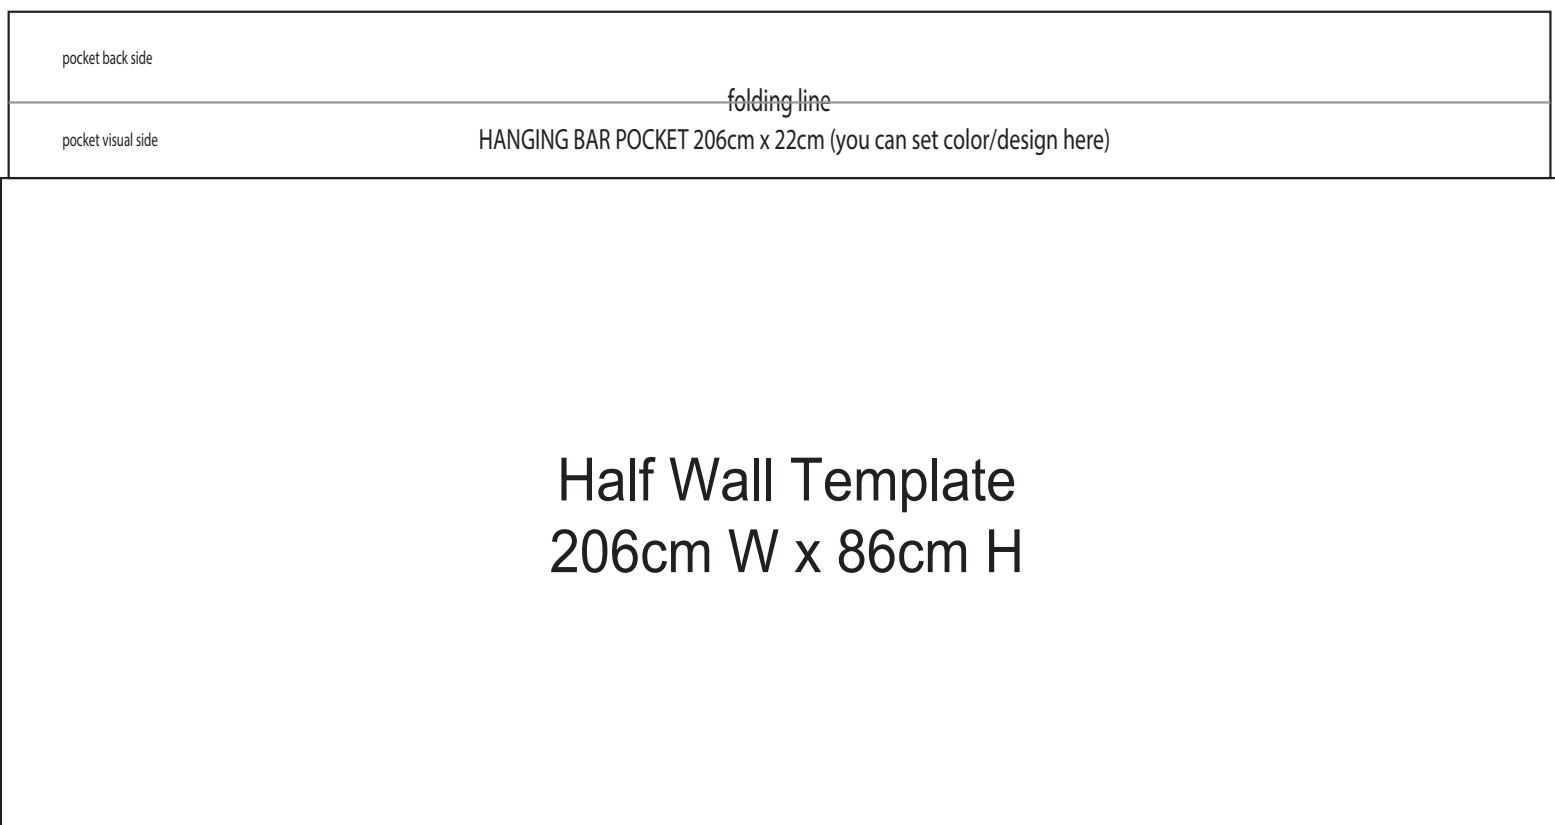 pocket back side
folding line
pocket visual side
HANGING BAR POCKET 206cm x 22cm (you can set color/design here)
Half Wall Template
206cm W x 86cm H